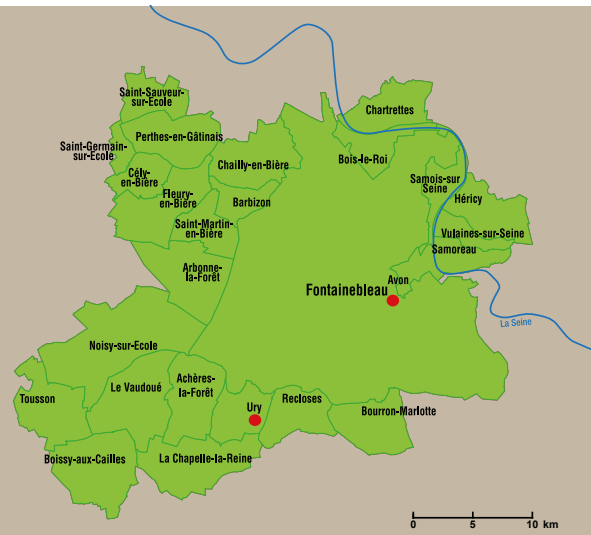 Saint-Sauveur-
sur-Ecole
Chartrettes
Perthes-en-Gâtinais
Saint-Germain
sur-Ecole
Chailly-en-Bière
Bois-le-Roi
Cély-
en-Bière
Samois-sur
Seine
Fleury
-en-Bière
Barbizon
Héricy
Saint-Martin-
en-Bière
Vulaines-sur-Seine
Samoreau
Arbonne-
la-Forêt
Avon
Fontainebleau
La Seine
Noisy-sur-Ecole
Achères-
la-Forêt
Le Vaudoué
Tousson
Ury
Recloses
Bourron-Marlotte
Boissy-aux-Cailles
La Chapelle-la-Reine
0 5 10 km